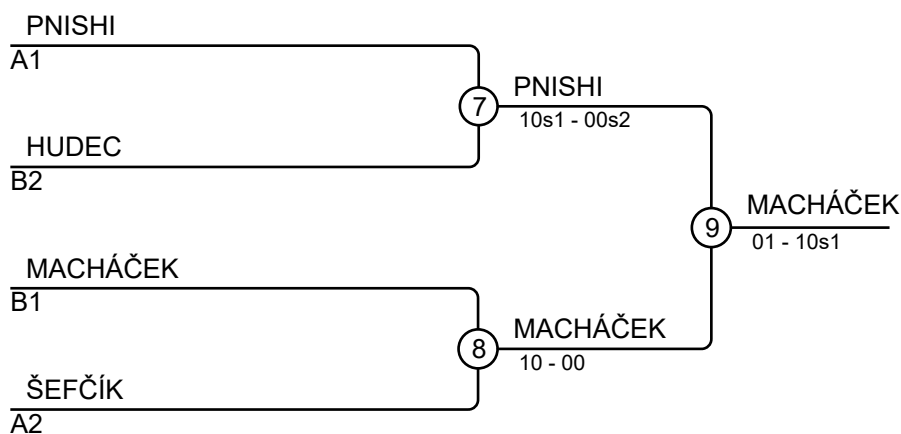 PNISHI
A1
7
PNISHI
10s1 - 00s2
HUDEC
B2
9
MACHÁČEK
01 - 10s1
MACHÁČEK
B1
8
MACHÁČEK
10 - 00
ŠEFČÍK
A2